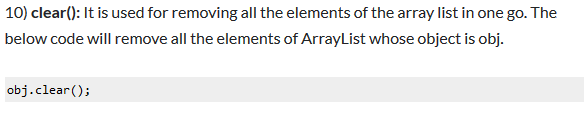 10) clear(): It is used for removing all the elements of the array list in one go. The
below code will remove all the elements of ArrayList whose object is obj.
obj.clear();